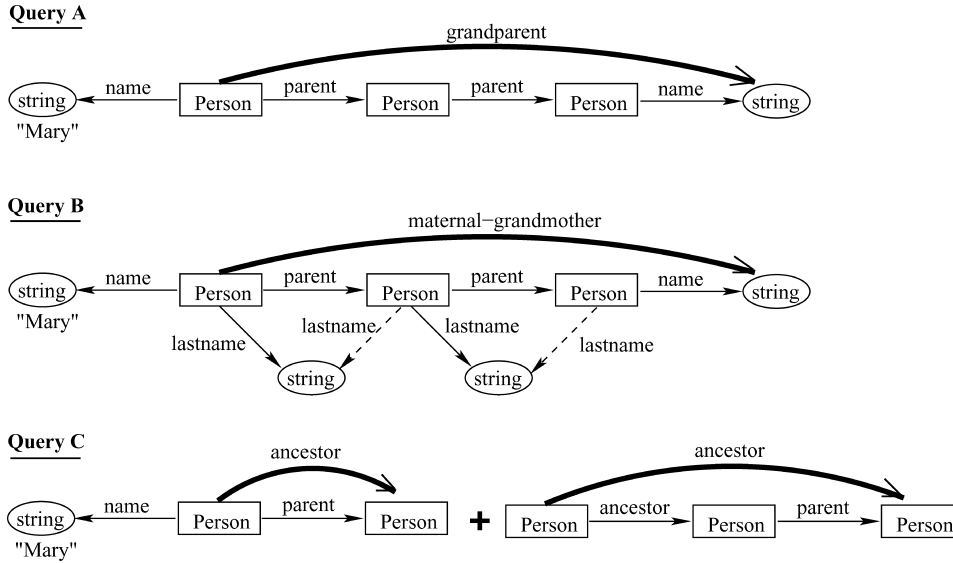 Query A
grandparent
string name Person parent Person parent Person name string
"Mary"
Query B
maternal-grandmother
string name Person parent Person parent Person name string
"Mary"
lastname lastname lastname lastname
string string
Query C
ancestor ancestor
string name Person parent Person + Person ancestor Person parent Person
"Mary"